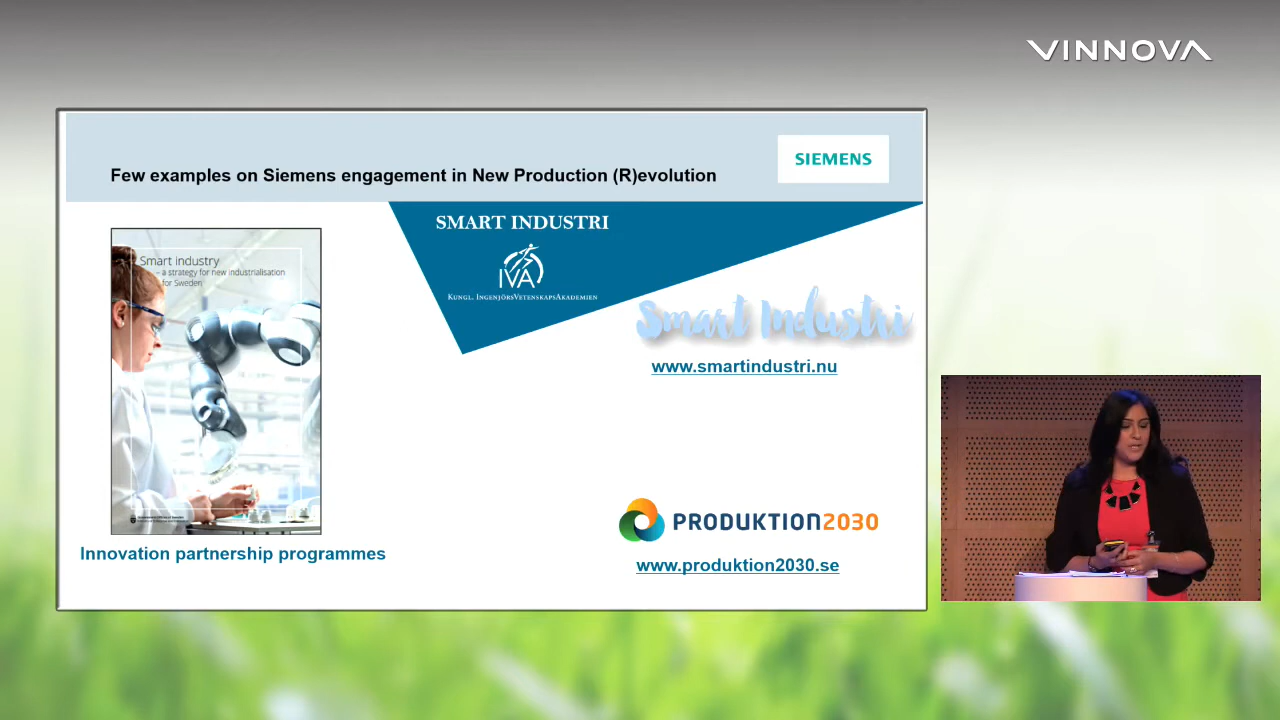 VINNOVA
Few examples on Siemens engagement in New Production (R)evolution
SIEMENS
SMART INDUSTRI
IVA
KUNGL. INGENJÖRSVETENSKAPSAKADEMIEN
Smart industry
– a strategy for new industrialisation
for Sweden
Smart Industri
www.smartindustri.nu
PRODUKTION2030
www.produktion2030.se
Innovation partnership programmes